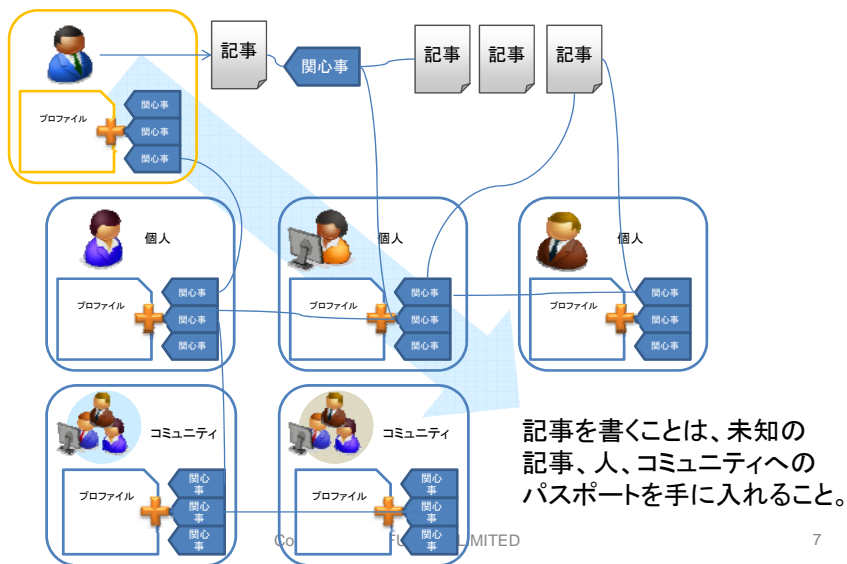 記事
関心事
記事
記事
記事
プロファイル
関心事
関心事
関心事
個人
プロファイル
関心事
関心事
関心事
個人
プロファイル
関心事
関心事
関心事
個人
プロファイル
関心事
関心事
関心事
コミュニティ
プロファイル
関心
事
関心
事
関心
事
コミュニティ
プロファイル
関心
事
関心
事
関心
事
記事を書くことは、未知の
記事、人、コミュニティへの
パスポートを手に入れること。
7